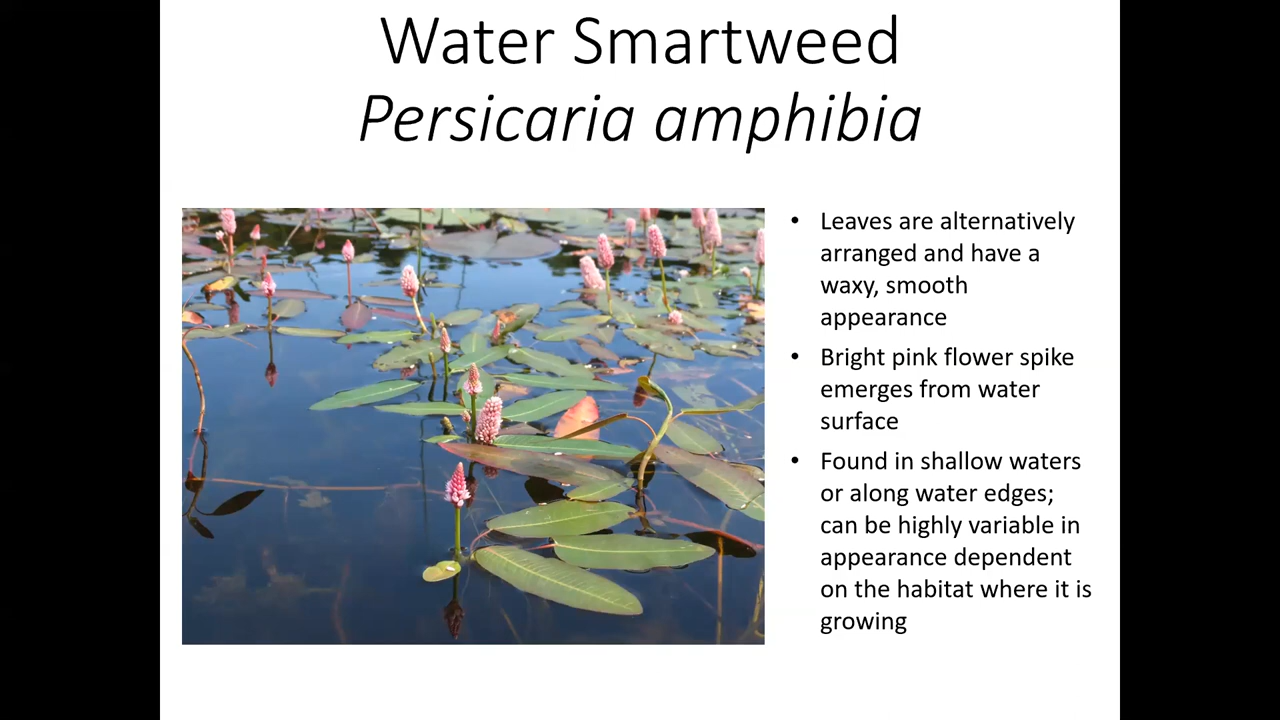 Water Smartweed
Persicaria amphibia
• Leaves are alternatively
arranged and have a
waxy, smooth
appearance
• Bright pink flower spike
emerges from water
surface
• Found in shallow waters
or along water edges;
can be highly variable in
appearance dependent
on the habitat where it is
growing